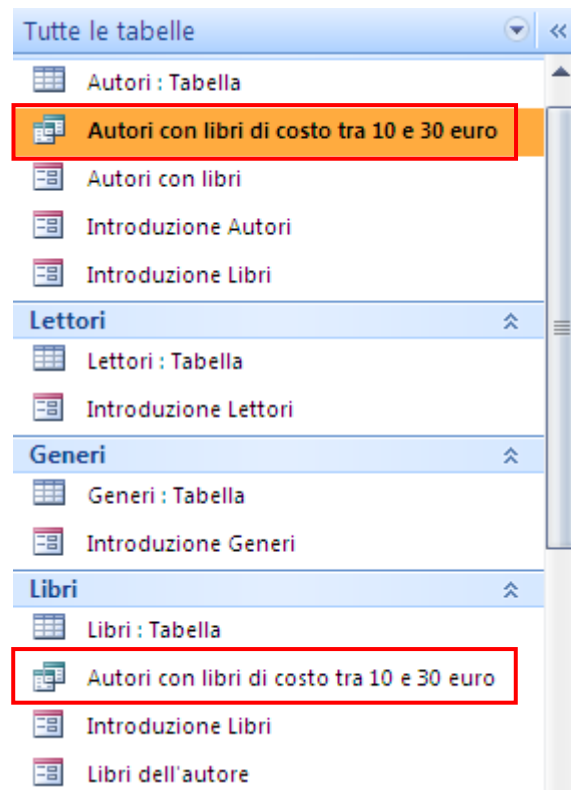 Tutte le tabelle
Autori : Tabella
Autori con libri di costo tra 10 e 30 euro
Autori con libri
Introduzione Autori
Introduzione Libri
Lettori
Lettori : Tabella
Introduzione Lettori
Generi
Generi : Tabella
Introduzione Generi
Libri
Libri : Tabella
Autori con libri di costo tra 10 e 30 euro
Introduzione Libri
Libri dell'autore